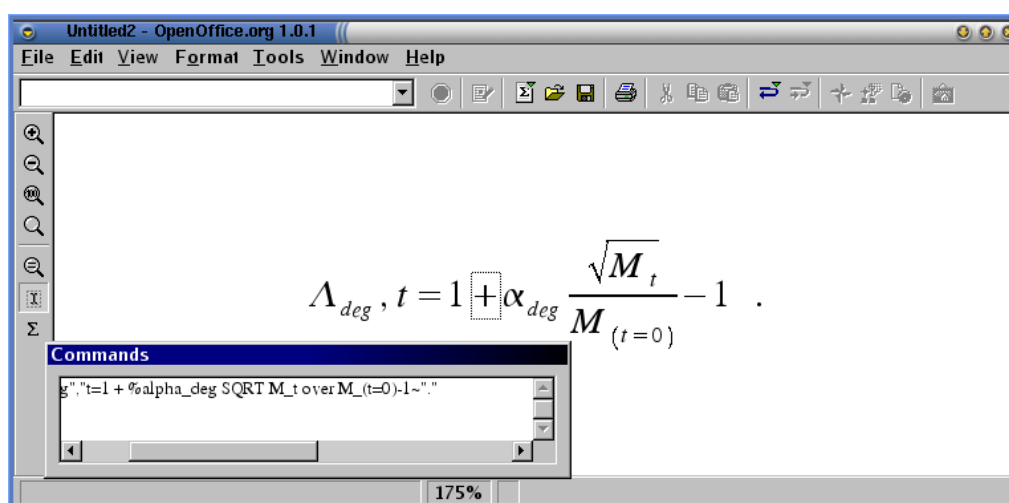 Untitled2 - OpenOffice.org 1.0.1
File Edit View Format Tools Window Help
Λ_deg , t = 1 + α_deg √M_t / M_(t=0) − 1 .
Commands
g","t=1 + %alpha_deg SQRT M_t over M_(t=0)-1~"."
175%